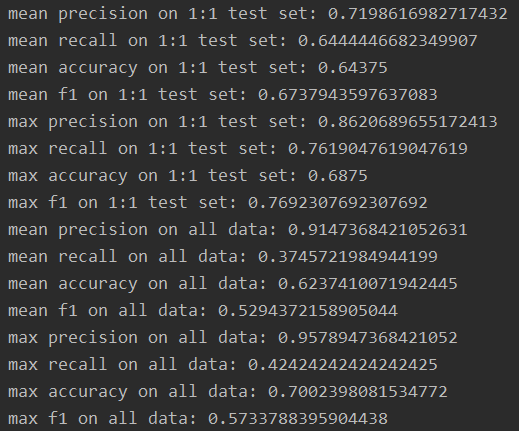 mean precision on 1:1 test set: 0.7198616982717432
mean recall on 1:1 test set: 0.6444446682349907
mean accuracy on 1:1 test set: 0.64375
mean f1 on 1:1 test set: 0.6737943597637083
max precision on 1:1 test set: 0.8620689655172413
max recall on 1:1 test set: 0.7619047619047619
max accuracy on 1:1 test set: 0.6875
max f1 on 1:1 test set: 0.7692307692307692
mean precision on all data: 0.9147368421052631
mean recall on all data: 0.3745721984944199
mean accuracy on all data: 0.6237410071942445
mean f1 on all data: 0.5294372158905044
max precision on all data: 0.9578947368421052
max recall on all data: 0.42424242424242425
max accuracy on all data: 0.7002398081534772
max f1 on all data: 0.5733788395904438